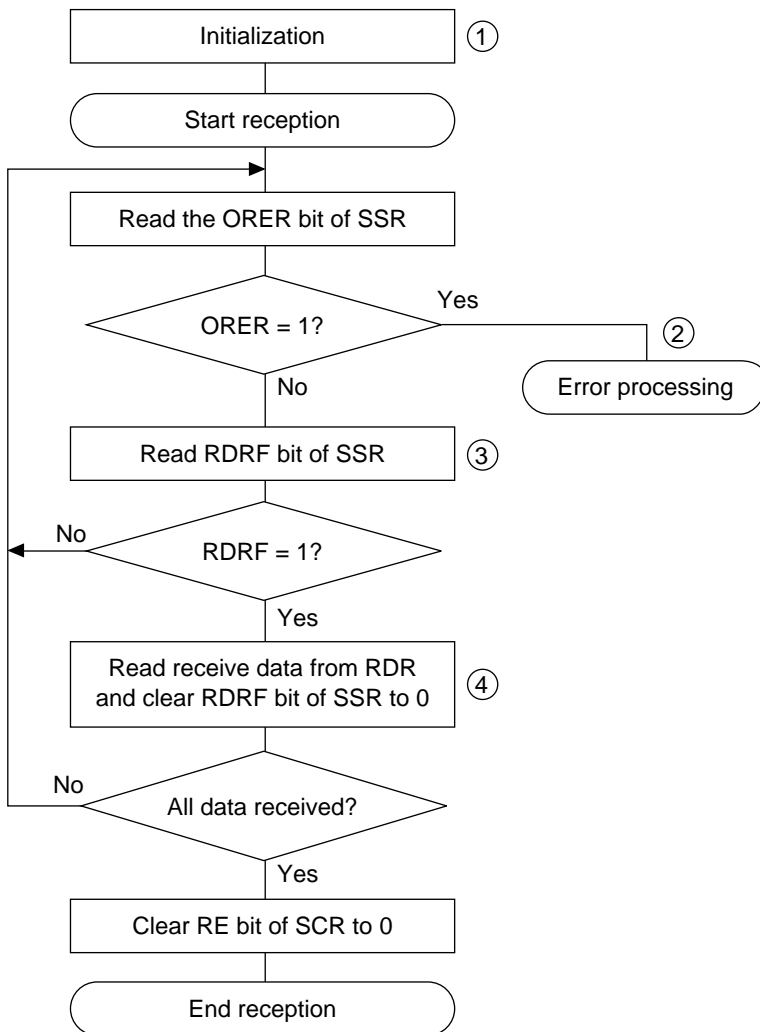 Initialization
①
Start reception
Read the ORER bit of SSR
Yes
ORER = 1?
②
Error processing
No
Read RDRF bit of SSR
③
No
RDRF = 1?
Yes
Read receive data from RDR
and clear RDRF bit of SSR to 0
④
No
All data received?
Yes
Clear RE bit of SCR to 0
End reception